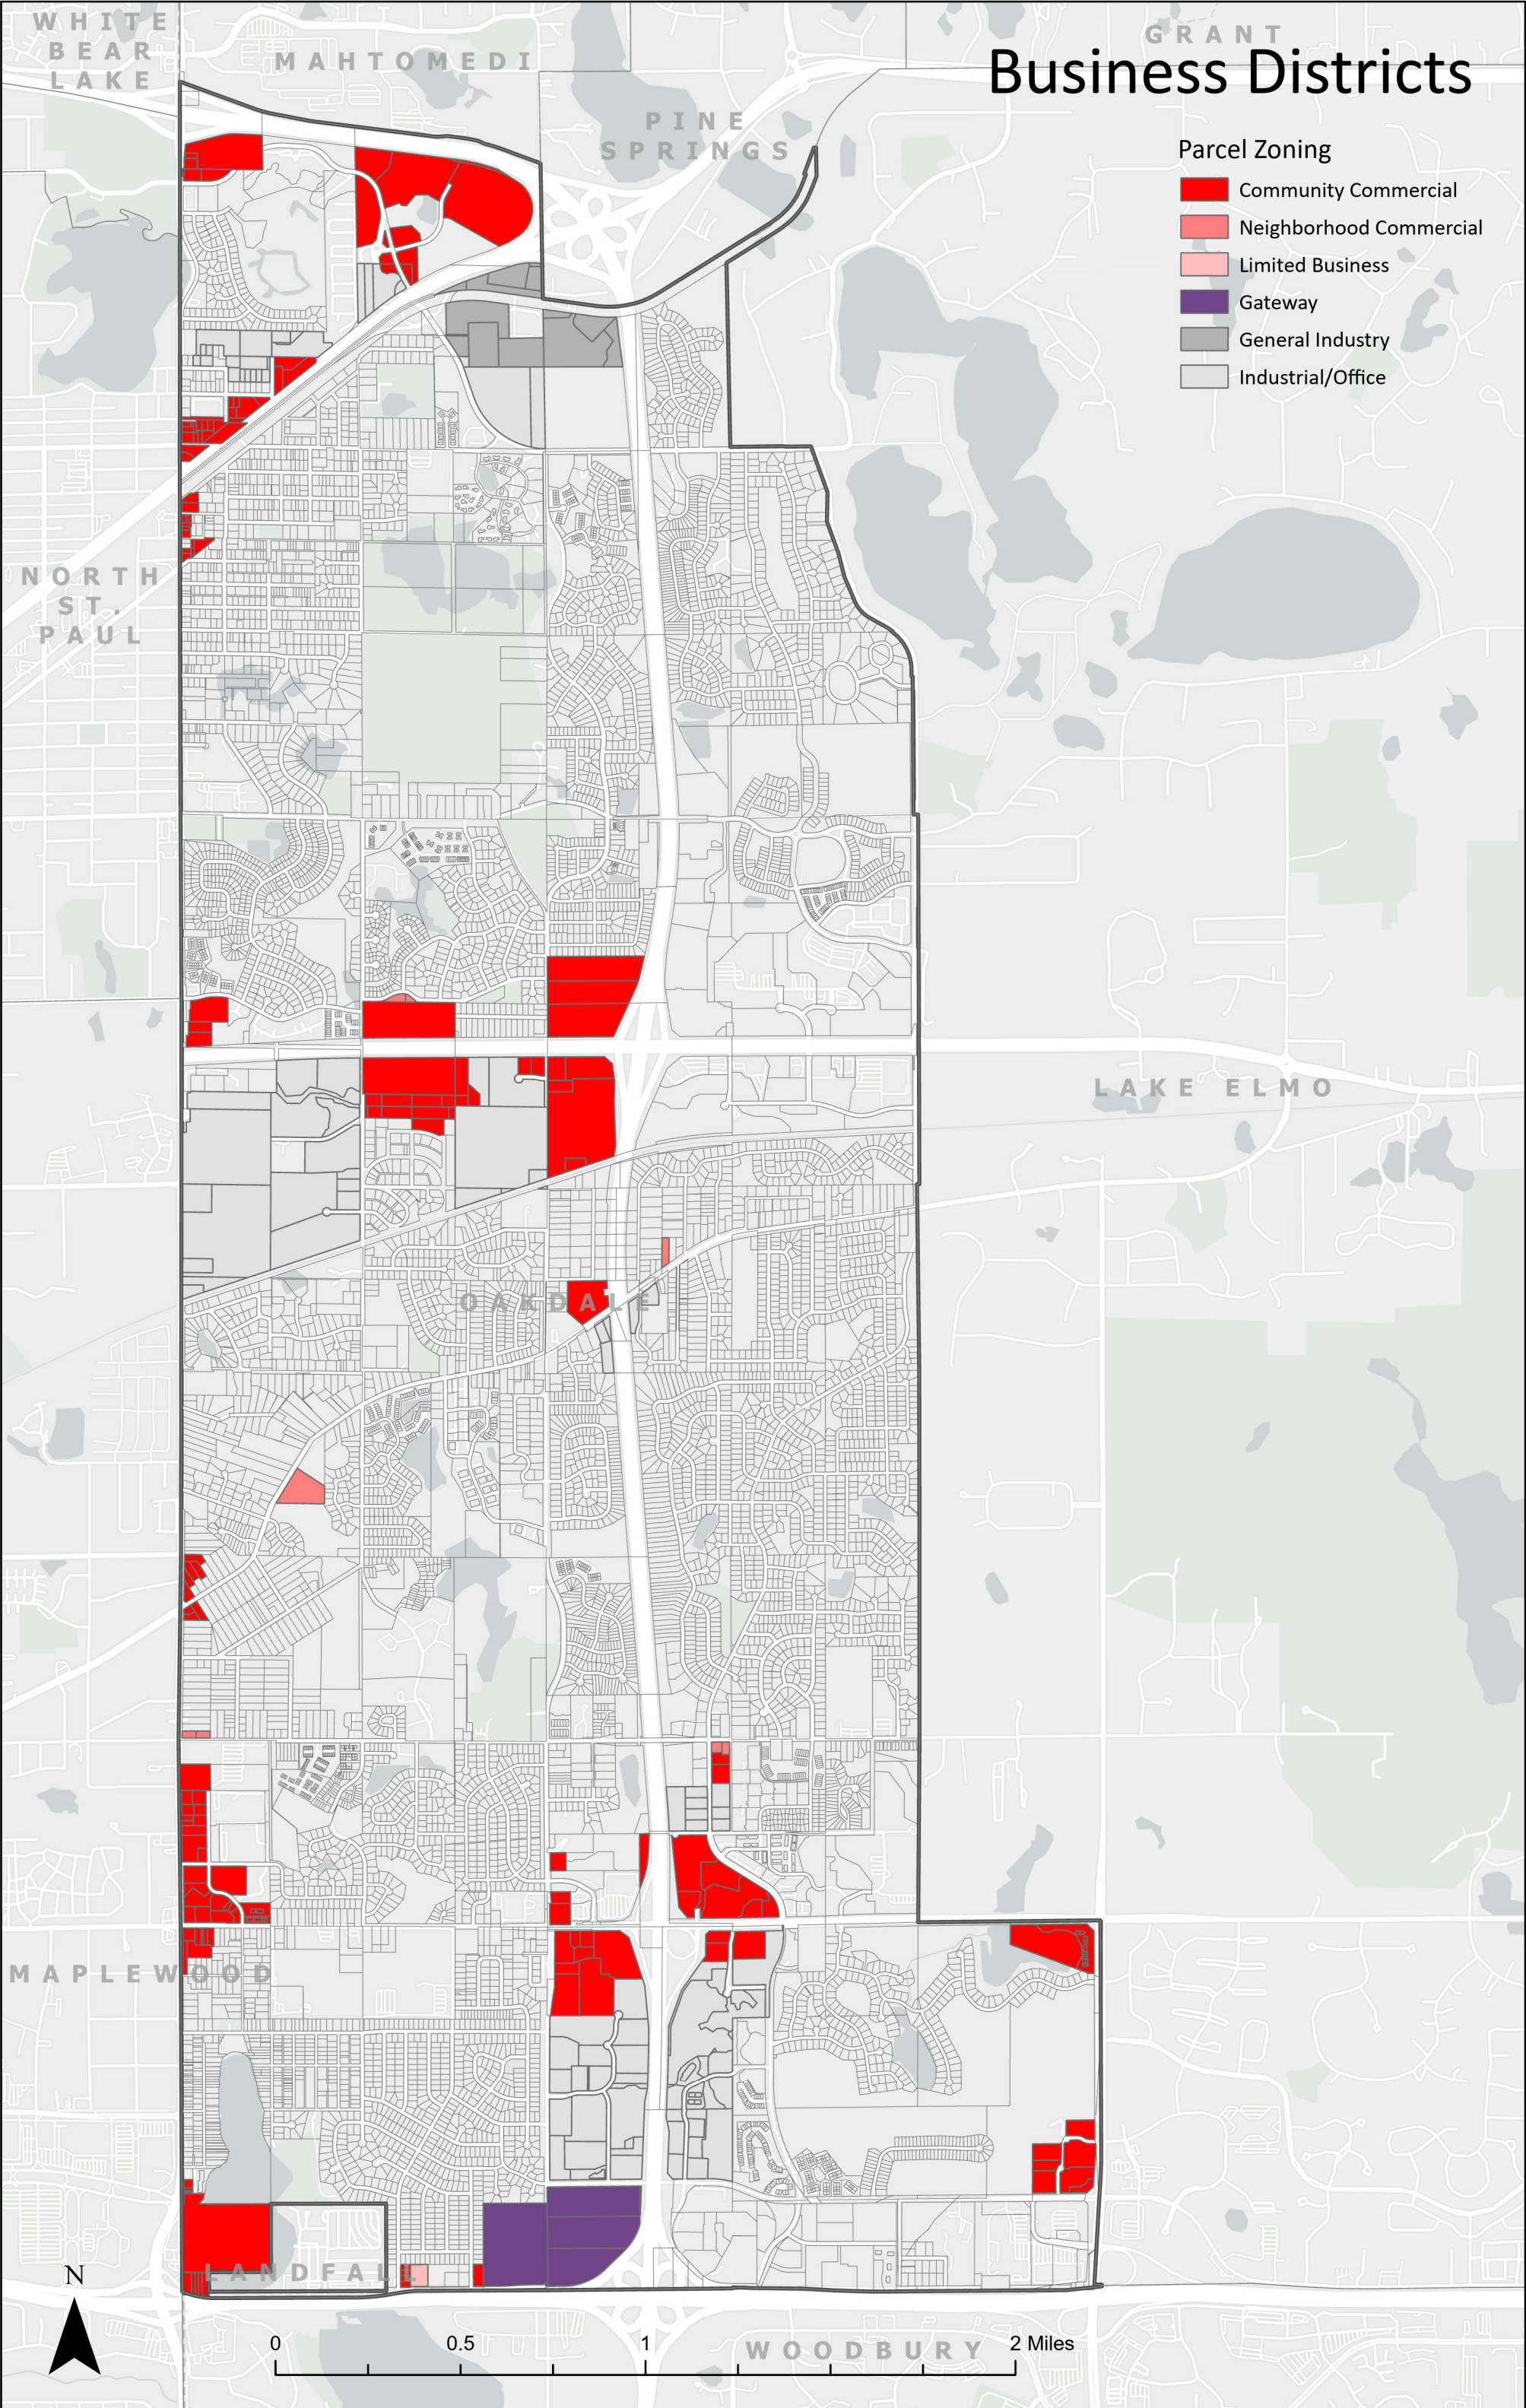 WHITE
BEAR
LAKE
MAHTOMEDI
GRANT
Business Districts
PINE
SPRINGS
Parcel Zoning
Community Commercial
Neighborhood Commercial
Limited Business
Gateway
General Industry
Industrial/Office
NORTH
ST.
PAUL
LAKE ELMO
OAKDALE
MAPLEWOOD
LANDFALL
N
0 0.5 1 2 Miles
WOODBURY